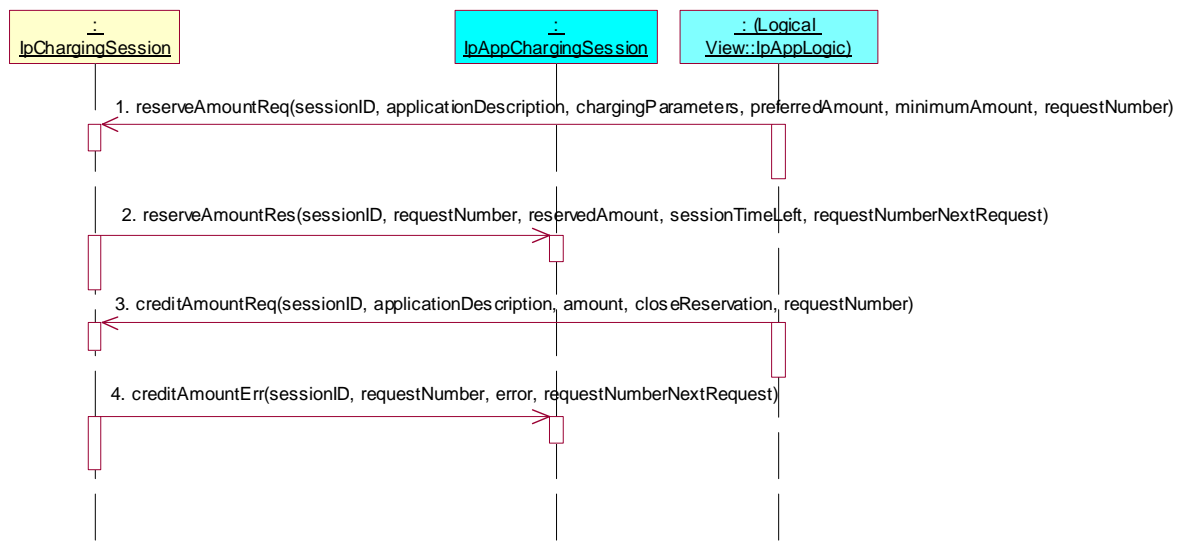 :
IpChargingSession
:
IpAppChargingSession
: (Logical
View::IpAppLogic)
1. reserveAmountReq(sessionID, applicationDescription, chargingParameters, preferredAmount, minimumAmount, requestNumber)
2. reserveAmountRes(sessionID, requestNumber, reservedAmount, sessionTimeLeft, requestNumberNextRequest)
3. creditAmountReq(sessionID, applicationDescription, amount, closeReservation, requestNumber)
4. creditAmountErr(sessionID, requestNumber, error, requestNumberNextRequest)